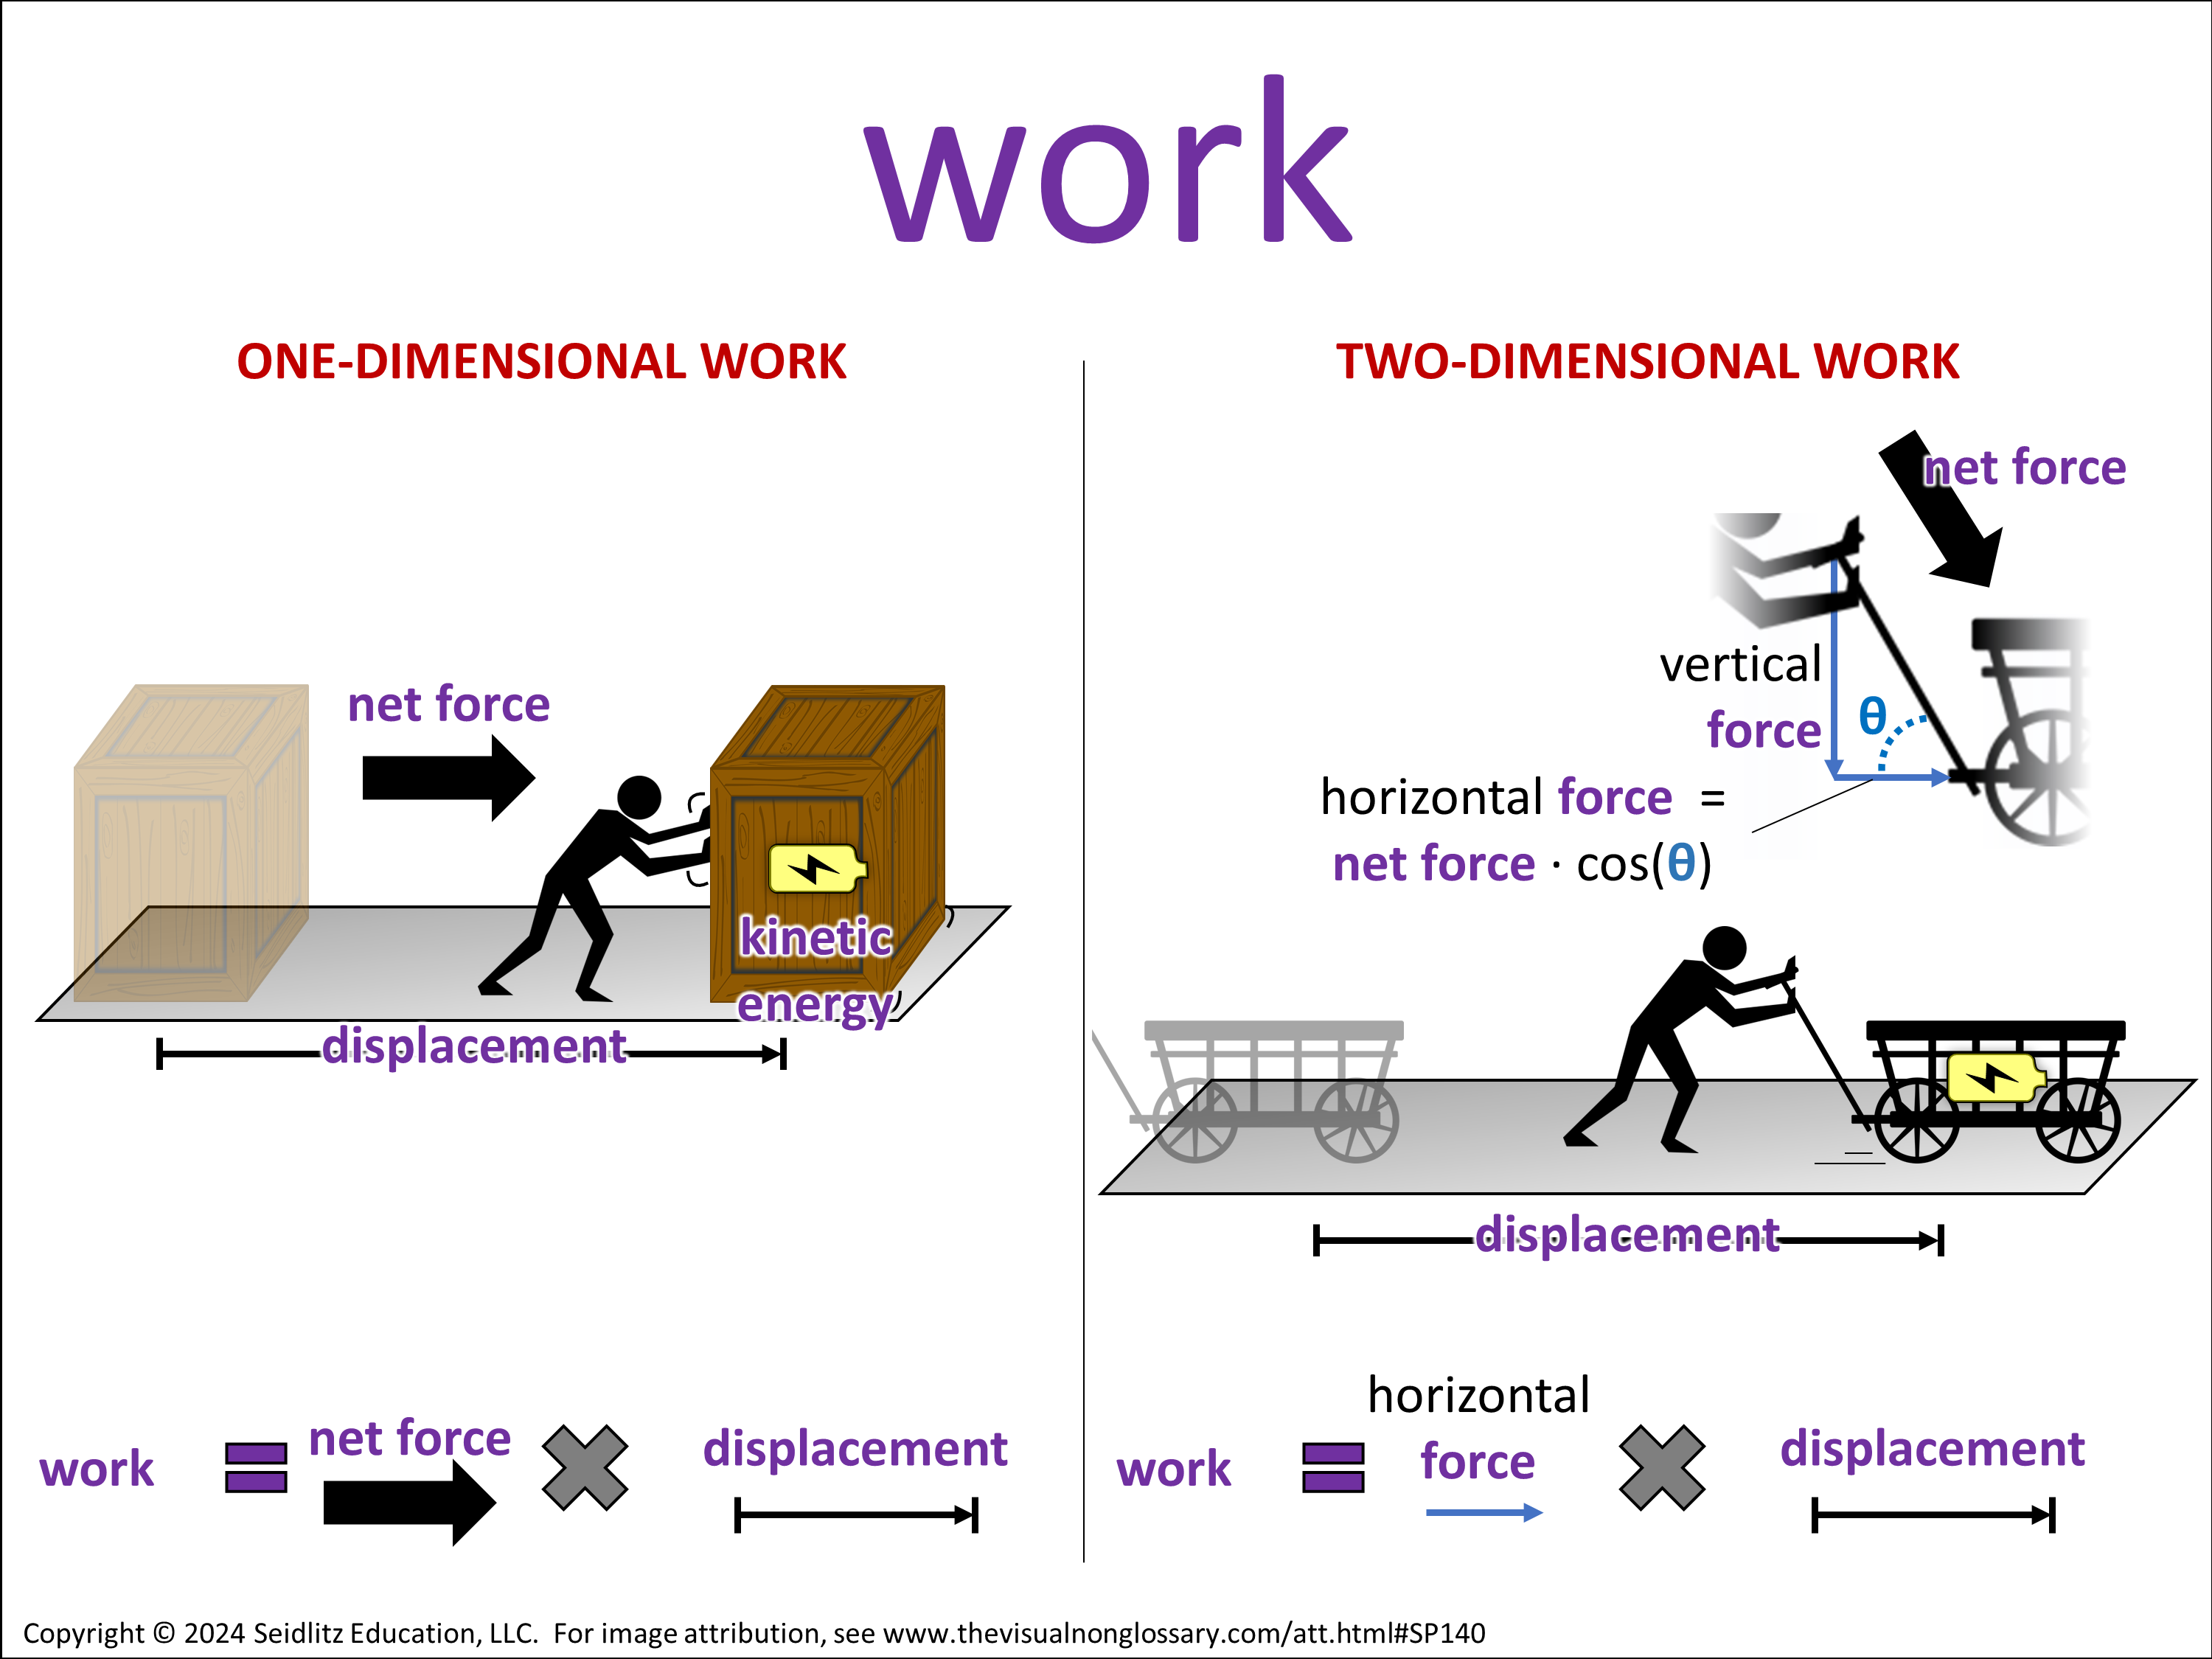 work
ONE-DIMENSIONAL WORK
net force
kinetic
energy
displacement
work
net force
displacement
TWO-DIMENSIONAL WORK
net force
vertical
force
θ
horizontal force =
net force · cos(θ)
displacement
work
horizontal
force
displacement
Copyright © 2024 Seidlitz Education, LLC. For image attribution, see www.thevisualnonglossary.com/att.html#SP140